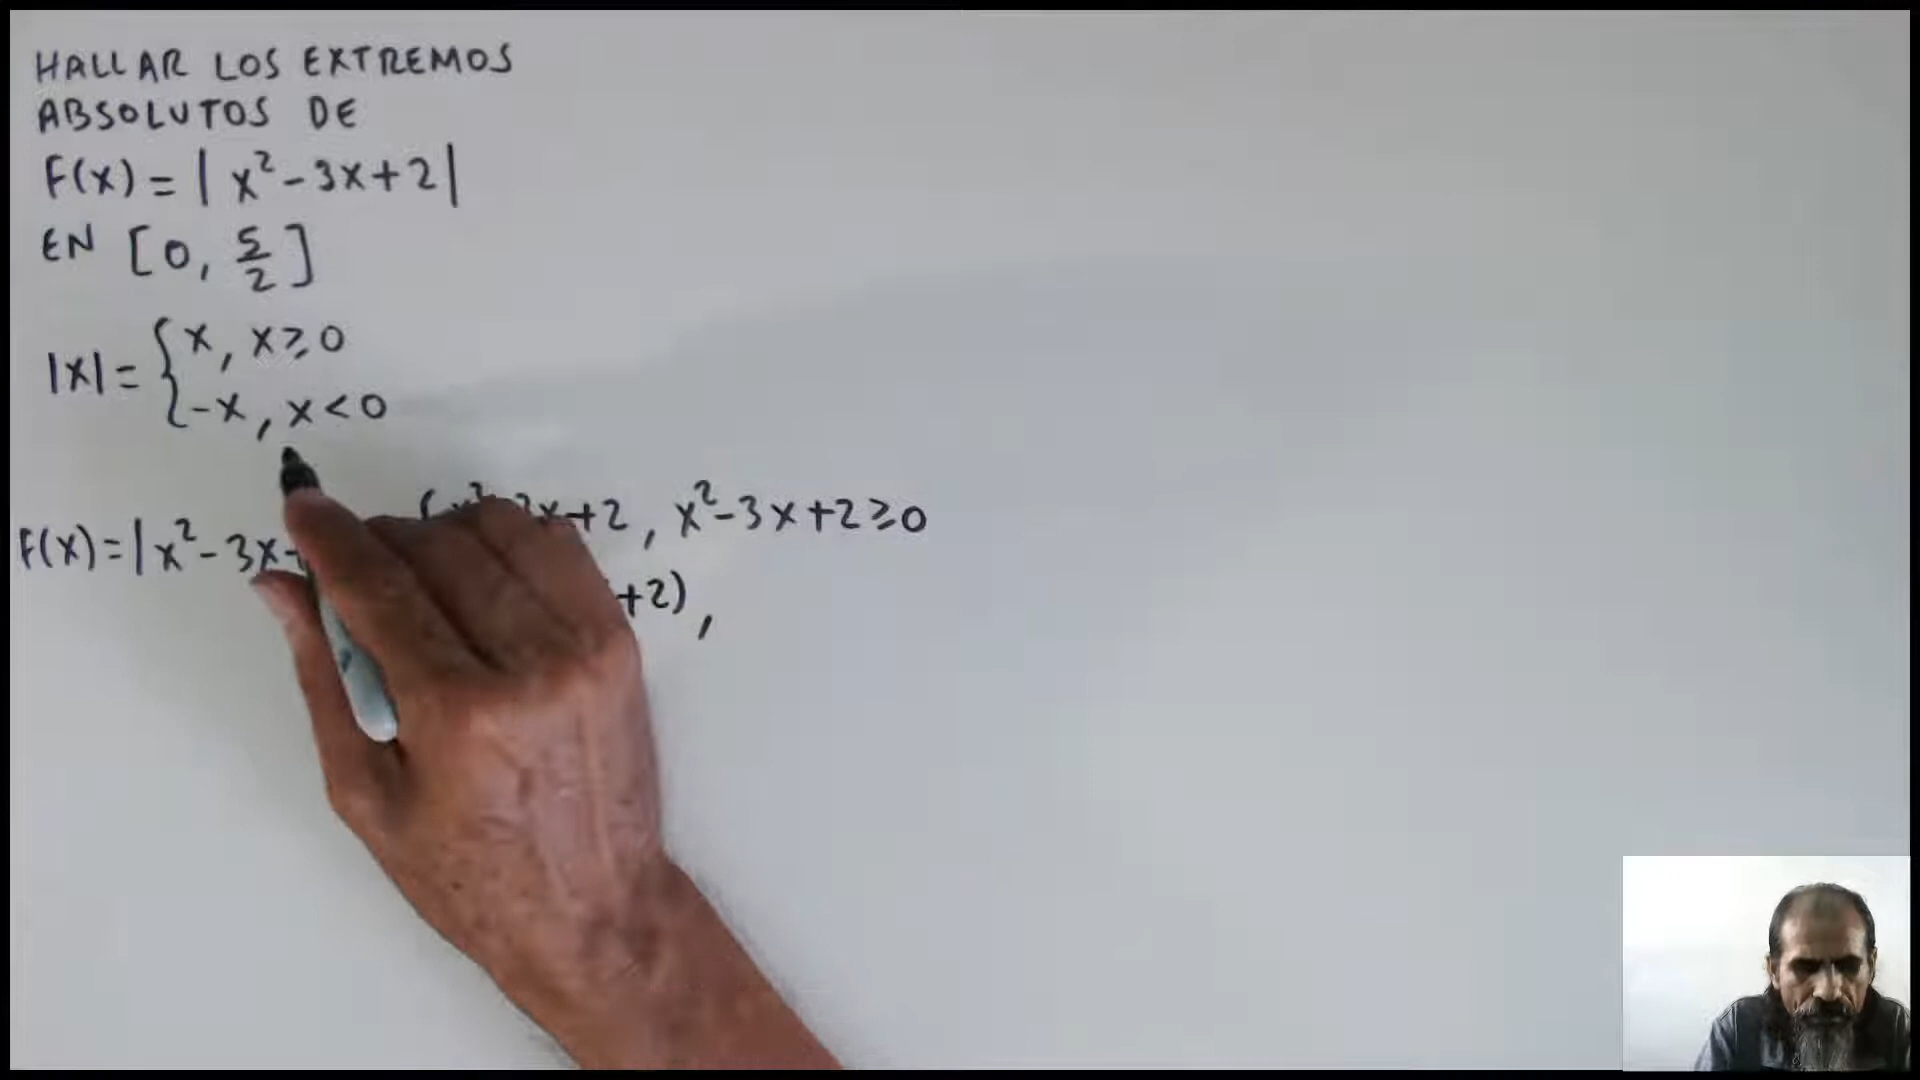 HALLAR LOS EXTREMOS
ABSOLUTOS DE
F(x) = | x² - 3x + 2 |
EN [0, 5/2]
|x| = { x, x ≥ 0
-x, x < 0
F(x) = | x² - 3x + 2, x² - 3x + 2 ≥ 0
+2),